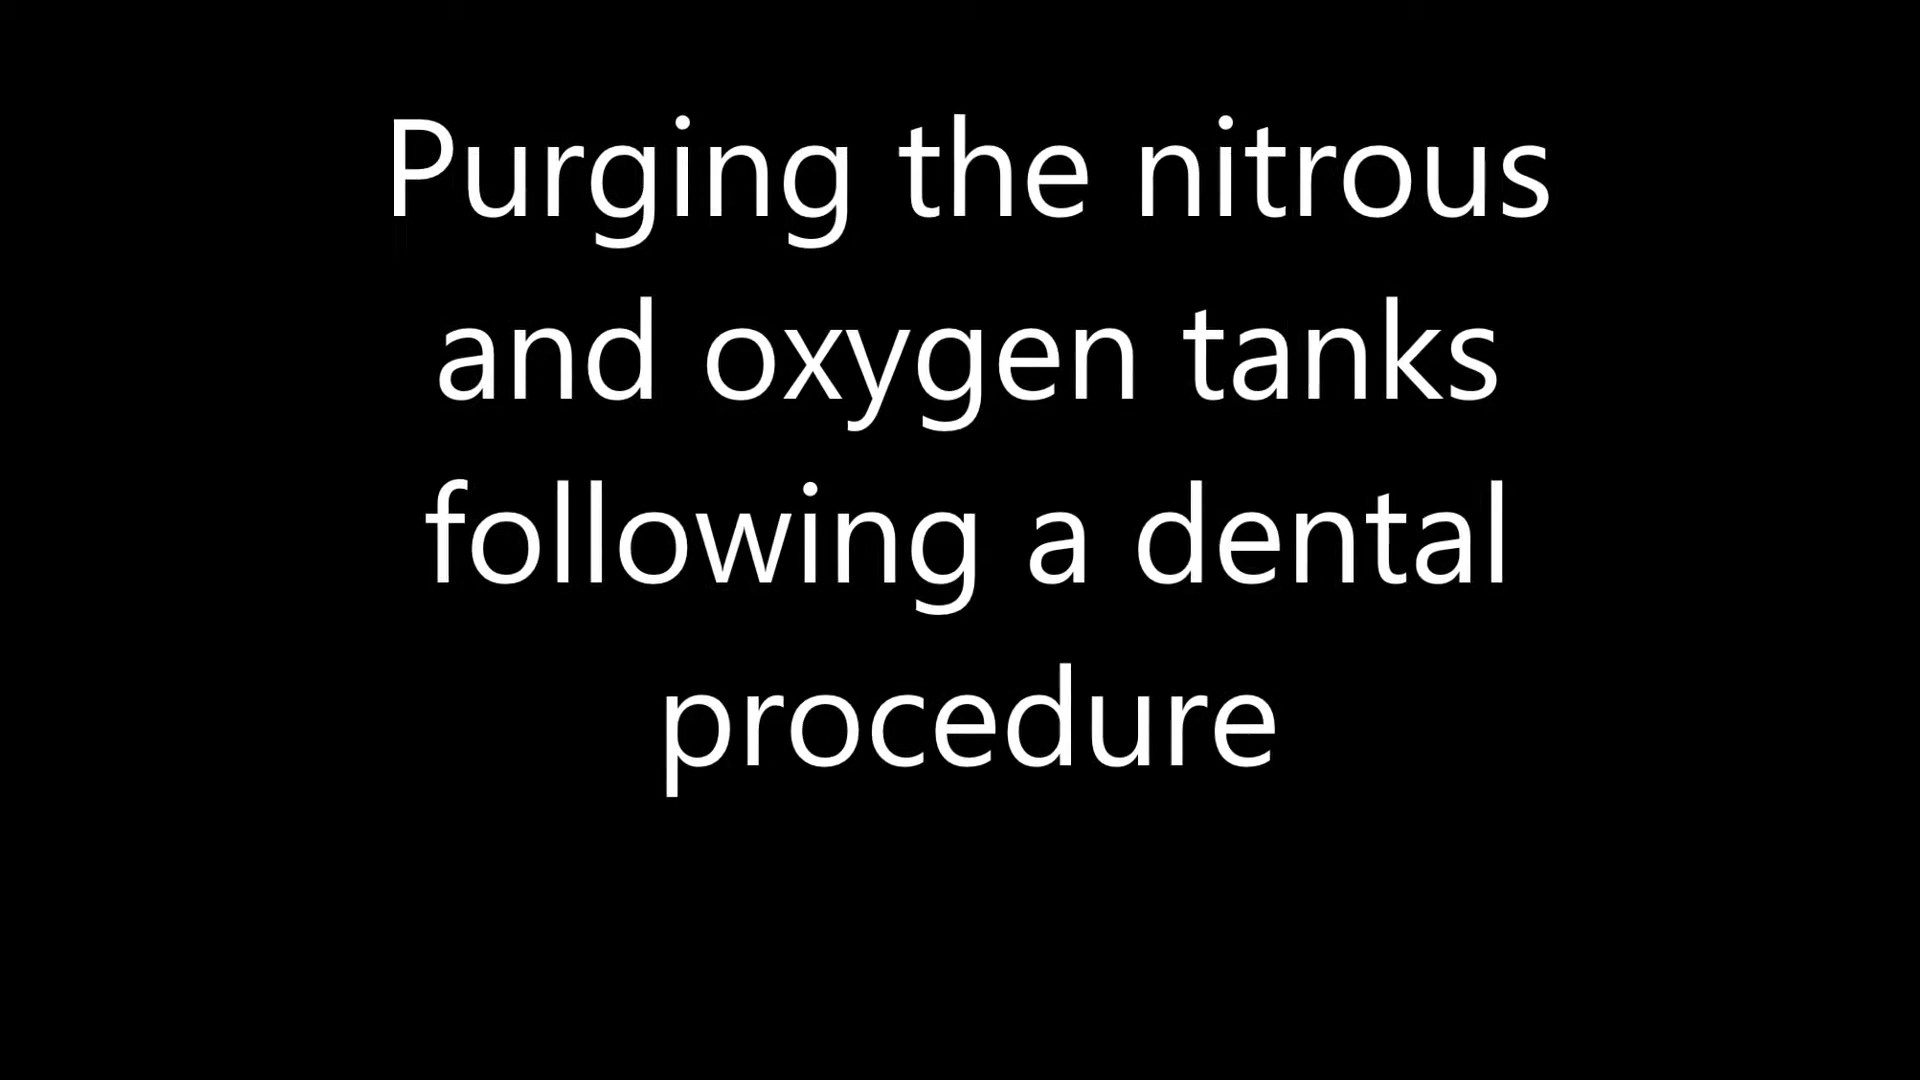 Purging the nitrous
and oxygen tanks
following a dental
procedure